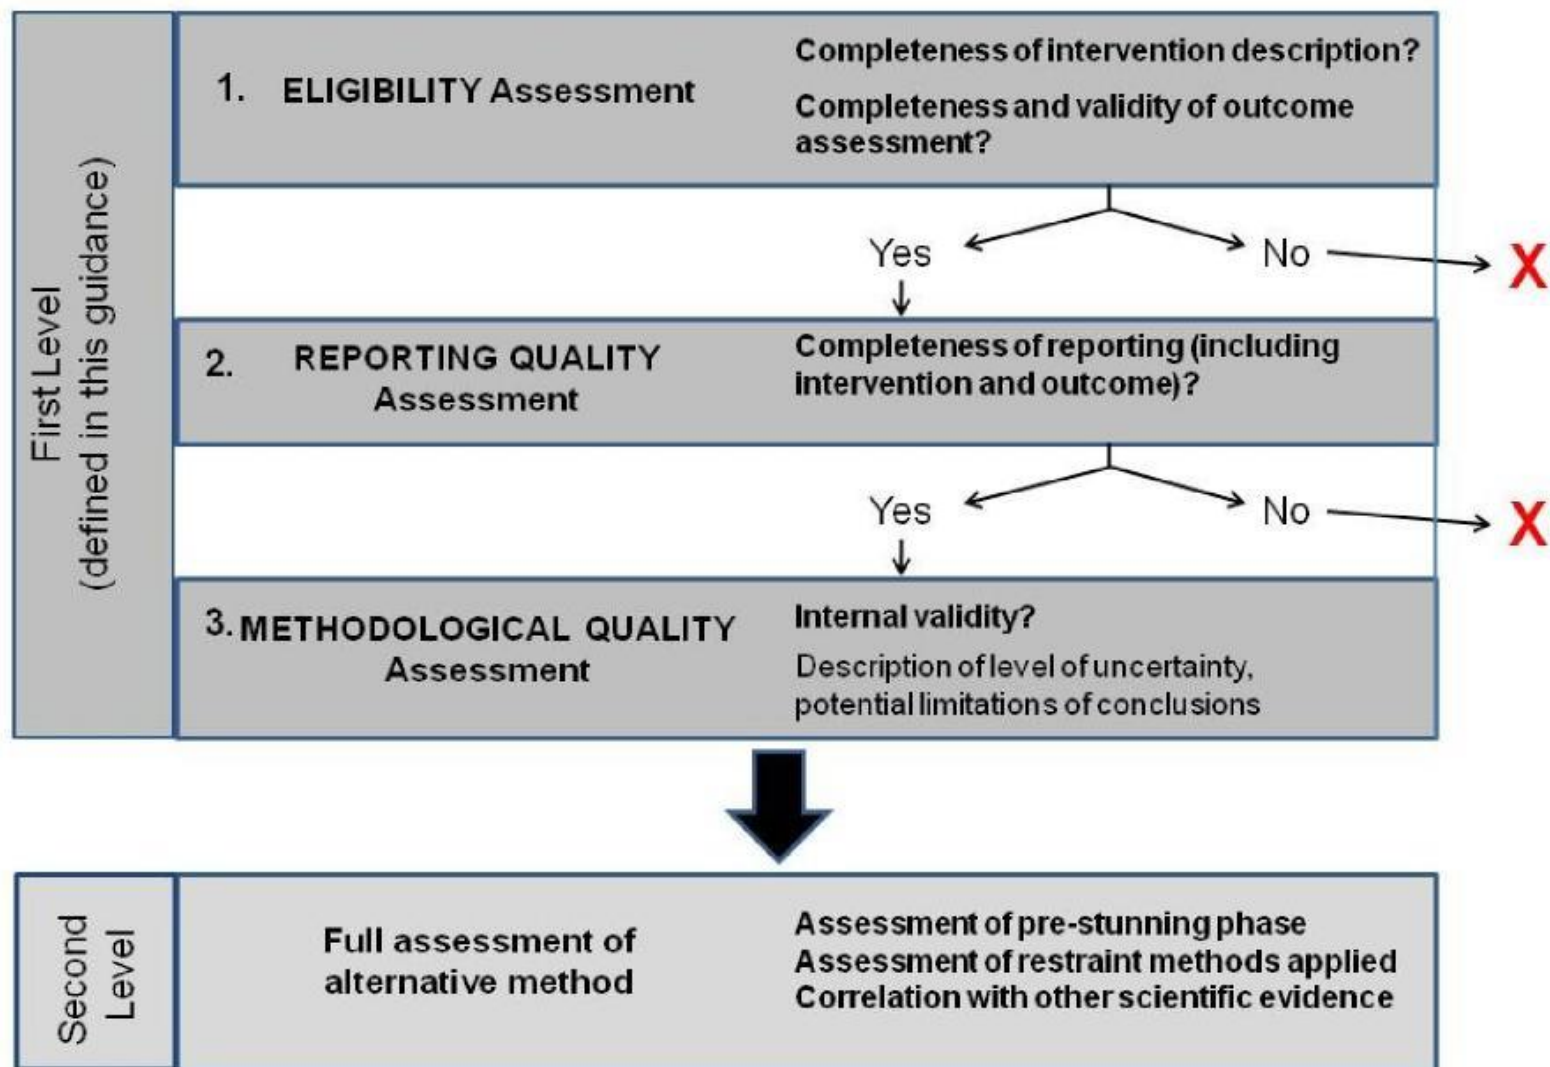 First Level
(defined in this guidance)
1. ELIGIBILITY Assessment
Completeness of intervention description?
Completeness and validity of outcome
assessment?
Yes
No
X
2. REPORTING QUALITY
Assessment
Completeness of reporting (including
intervention and outcome)?
Yes
No
X
3. METHODOLOGICAL QUALITY
Assessment
Internal validity?
Description of level of uncertainty,
potential limitations of conclusions
Second
Level
Full assessment of
alternative method
Assessment of pre-stunning phase
Assessment of restraint methods applied
Correlation with other scientific evidence